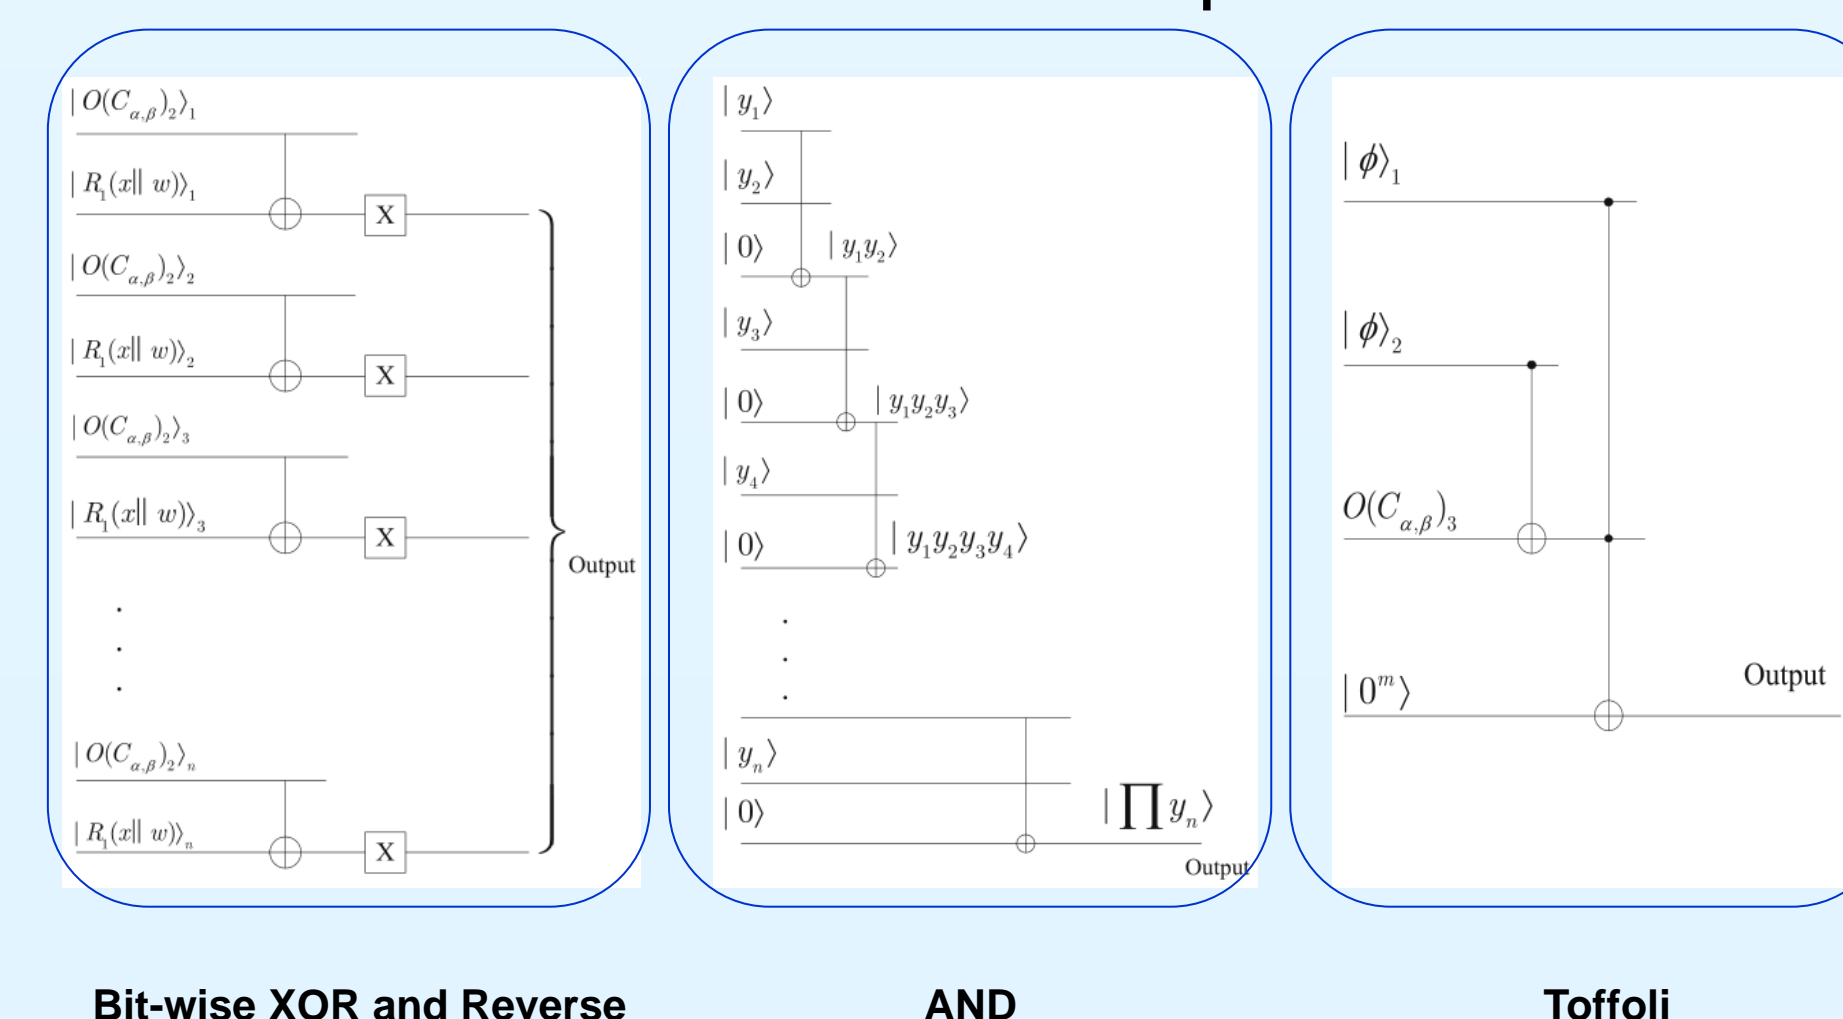 | O(C_{α,β})_2⟩_1
| R_1(x|| w)⟩_1
X
| O(C_{α,β})_2⟩_2
| R_1(x|| w)⟩_2
X
| O(C_{α,β})_2⟩_3
| R_1(x|| w)⟩_3
X
Output
| O(C_{α,β})_2⟩_n
| R_1(x|| w)⟩_n
X
Bit-wise XOR and Reverse
| y_1⟩
| y_2⟩
| 0⟩
| y_1y_2⟩
| y_3⟩
| 0⟩
| y_1y_2y_3⟩
| y_4⟩
| 0⟩
| y_1y_2y_3y_4⟩
| y_n⟩
| 0⟩
| ∏ y_n⟩
Output
AND
| ϕ⟩_1
| ϕ⟩_2
O(C_{α,β})_3
| 0^m⟩
Output
Toffoli